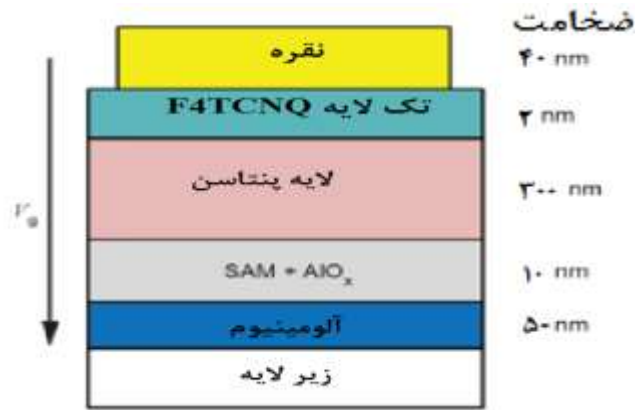 ضخامت
نقره
۴۰ nm
تک لایه F4TCNQ
۲ nm
لایه پنتاسن
۳۰۰ nm
SAM + AlOx
۱۰ nm
آلومینیوم
۵۰ nm
زیر لایه